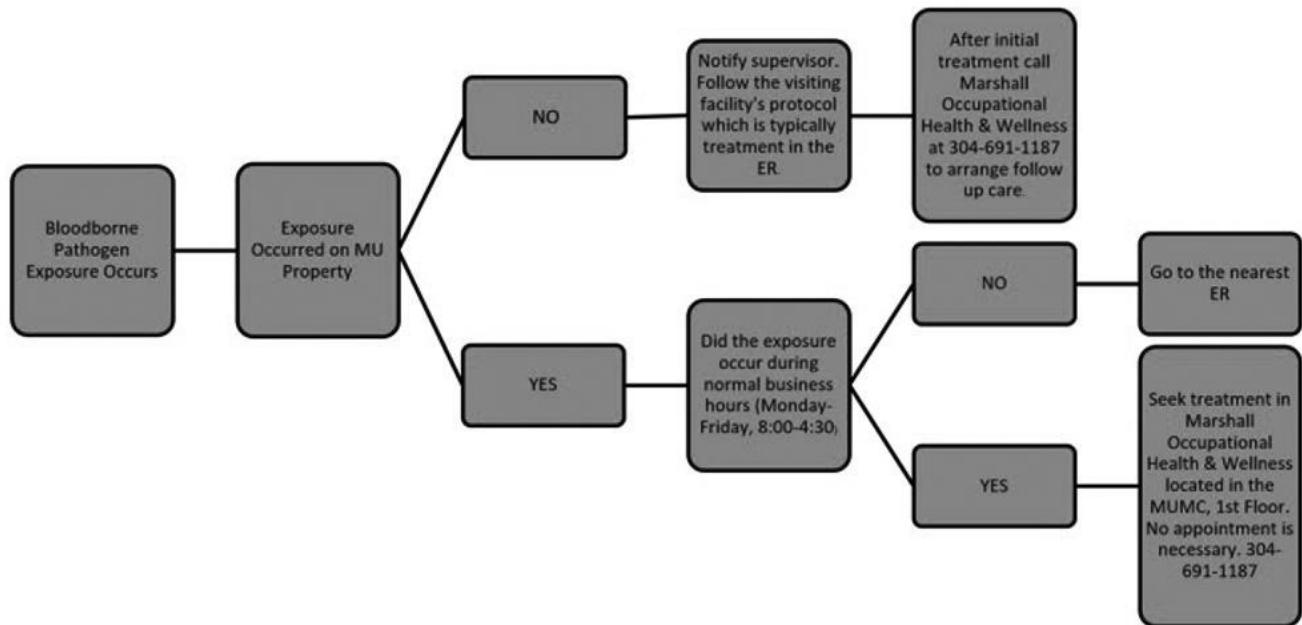 Bloodborne
Pathogen
Exposure Occurs
Exposure
Occurred on MU
Property
NO
Notify supervisor.
Follow the visiting
facility's protocol
which is typically
treatment in the
ER.
After initial
treatment call
Marshall
Occupational
Health & Wellness
at 304-691-1187
to arrange follow
up care.
YES
Did the exposure
occur during
normal business
hours (Monday-
Friday, 8:00-4:30)
NO
Go to the nearest
ER
YES
Seek treatment in
Marshall
Occupational
Health & Wellness
located in the
MUMC, 1st Floor.
No appointment is
necessary. 304-
691-1187